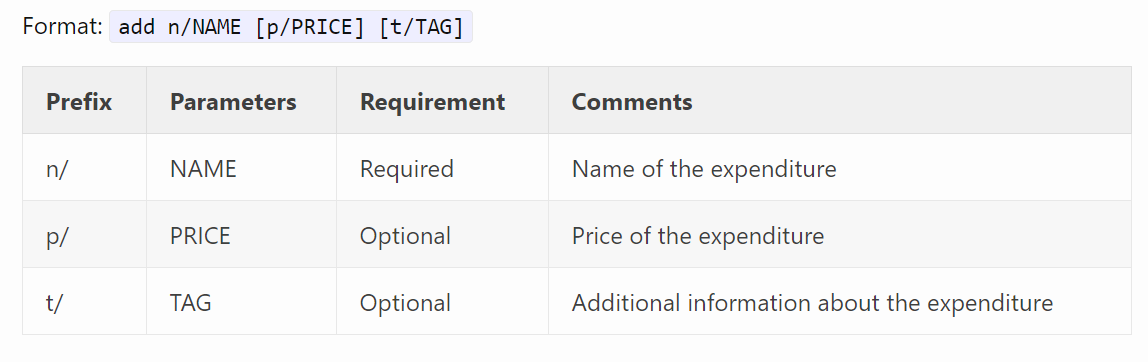 Format: add n/NAME [p/PRICE] [t/TAG]
Prefix Parameters Requirement Comments
n/ NAME Required Name of the expenditure
p/ PRICE Optional Price of the expenditure
t/ TAG Optional Additional information about the expenditure